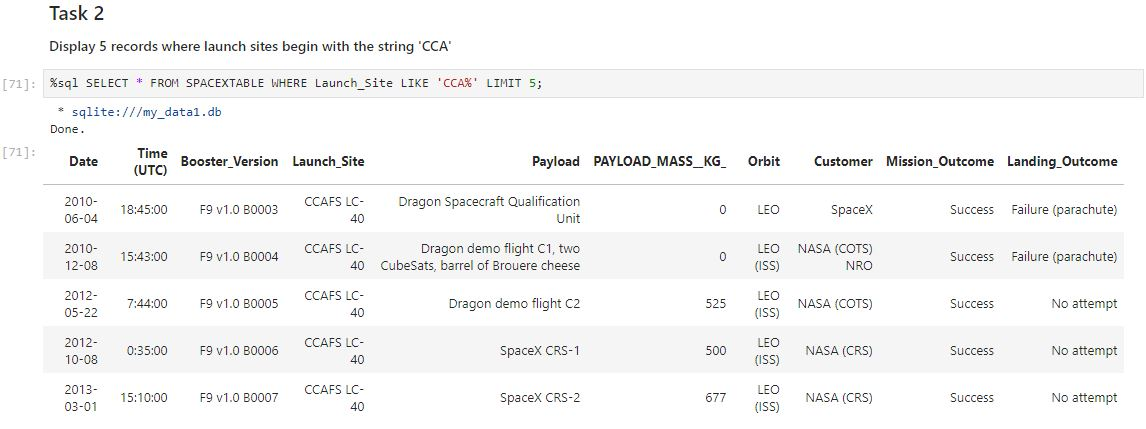 Task 2
Display 5 records where launch sites begin with the string 'CCA'
[71]: %sql SELECT * FROM SPACEXTABLE WHERE Launch_Site LIKE 'CCA%' LIMIT 5;
* sqlite:///my_data1.db
Done.
[71]:
Date Time (UTC) Booster_Version Launch_Site Payload PAYLOAD_MASS__KG_ Orbit Customer Mission_Outcome Landing_Outcome
2010-06-04 18:45:00 F9 v1.0 B0003 CCAFS LC-40 Dragon Spacecraft Qualification Unit 0 LEO SpaceX Success Failure (parachute)
2010-12-08 15:43:00 F9 v1.0 B0004 CCAFS LC-40 Dragon demo flight C1, two CubeSats, barrel of Brouere cheese 0 LEO (ISS) NASA (COTS) NRO Success Failure (parachute)
2012-05-22 7:44:00 F9 v1.0 B0005 CCAFS LC-40 Dragon demo flight C2 525 LEO (ISS) NASA (COTS) Success No attempt
2012-10-08 0:35:00 F9 v1.0 B0006 CCAFS LC-40 SpaceX CRS-1 500 LEO (ISS) NASA (CRS) Success No attempt
2013-03-01 15:10:00 F9 v1.0 B0007 CCAFS LC-40 SpaceX CRS-2 677 LEO (ISS) NASA (CRS) Success No attempt